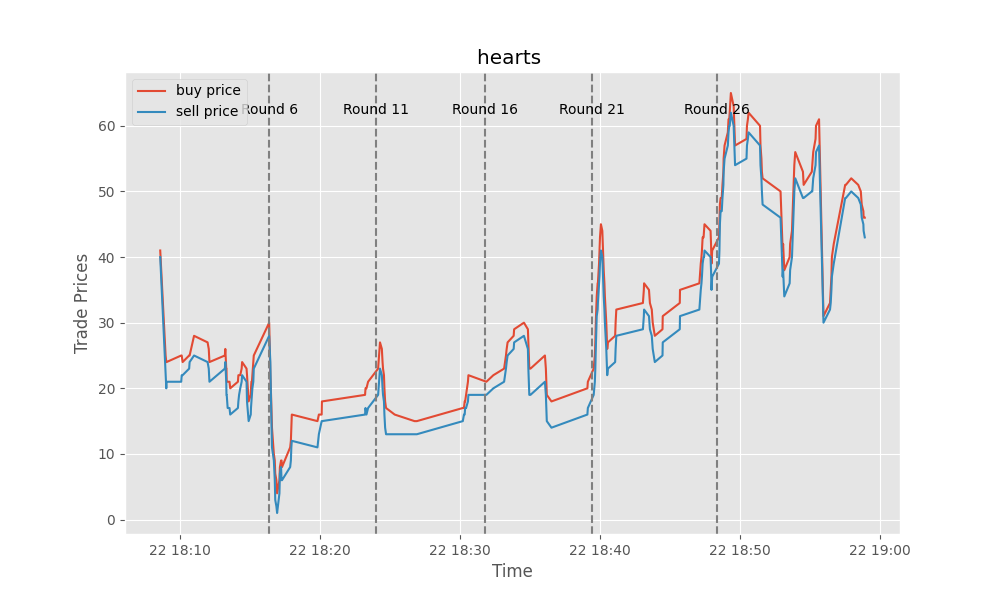 hearts
buy price
sell price
Round 6
Round 11
Round 16
Round 21
Round 26
Trade Prices
60
50
40
30
20
10
0
22 18:10
22 18:20
22 18:30
22 18:40
22 18:50
22 19:00
Time